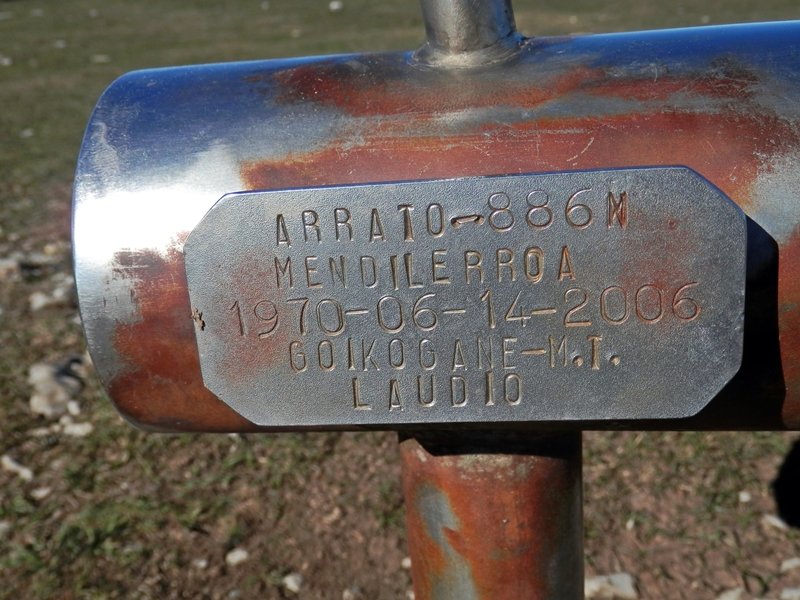 ARRATO-886M
MENDILERROA
1970-06-14-2006
GOIKOGANE-M.T.
LAUDIO